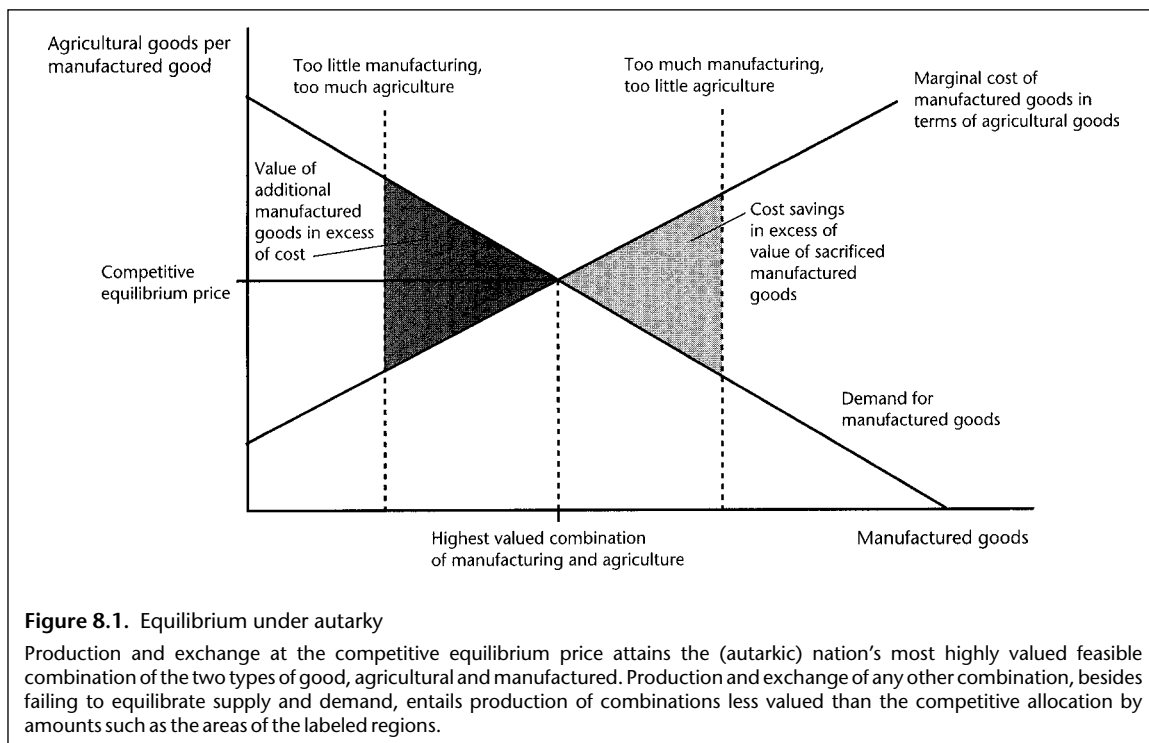 Agricultural goods per
manufactured good
Too little manufacturing,
too much agriculture
Too much manufacturing,
too little agriculture
Marginal cost of
manufactured goods in
terms of agricultural goods
Value of
additional
manufactured
goods in excess
of cost
Cost savings
in excess of
value of sacrificed
manufactured
goods
Competitive
equilibrium price
Demand for
manufactured goods
Highest valued combination
of manufacturing and agriculture
Manufactured goods
Figure 8.1. Equilibrium under autarky
Production and exchange at the competitive equilibrium price attains the (autarkic) nation's most highly valued feasible
combination of the two types of good, agricultural and manufactured. Production and exchange of any other combination, besides
failing to equilibrate supply and demand, entails production of combinations less valued than the competitive allocation by
amounts such as the areas of the labeled regions.